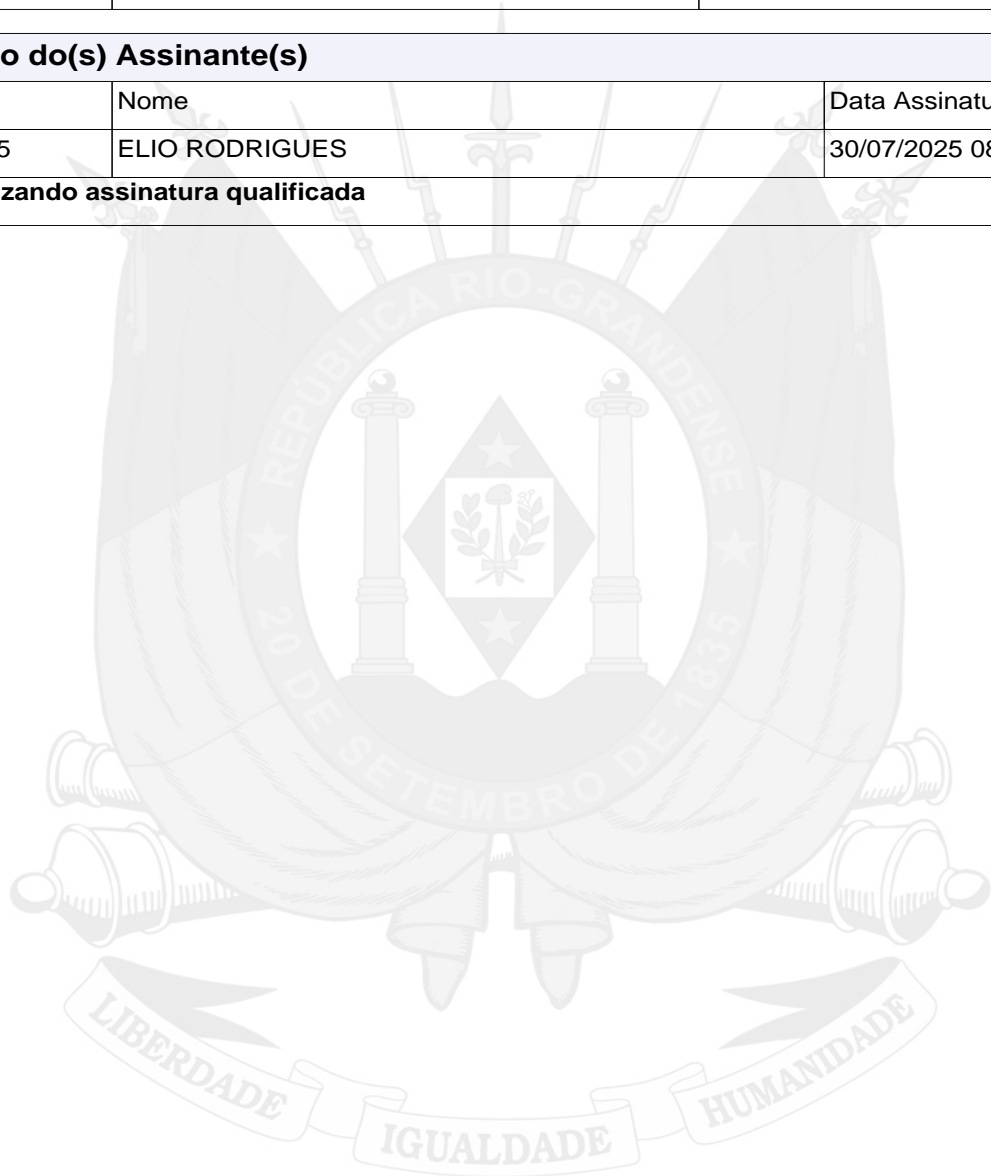 o do(s) Assinante(s)
Nome
Data Assinatu
5
ELIO RODRIGUES
30/07/2025 08
zando assinatura qualificada
REPÚBLICA RIO-GRANDENSE
20 DE SETEMBRO DE 1835
LIBERDADE
IGUALDADE
HUMANIDADE